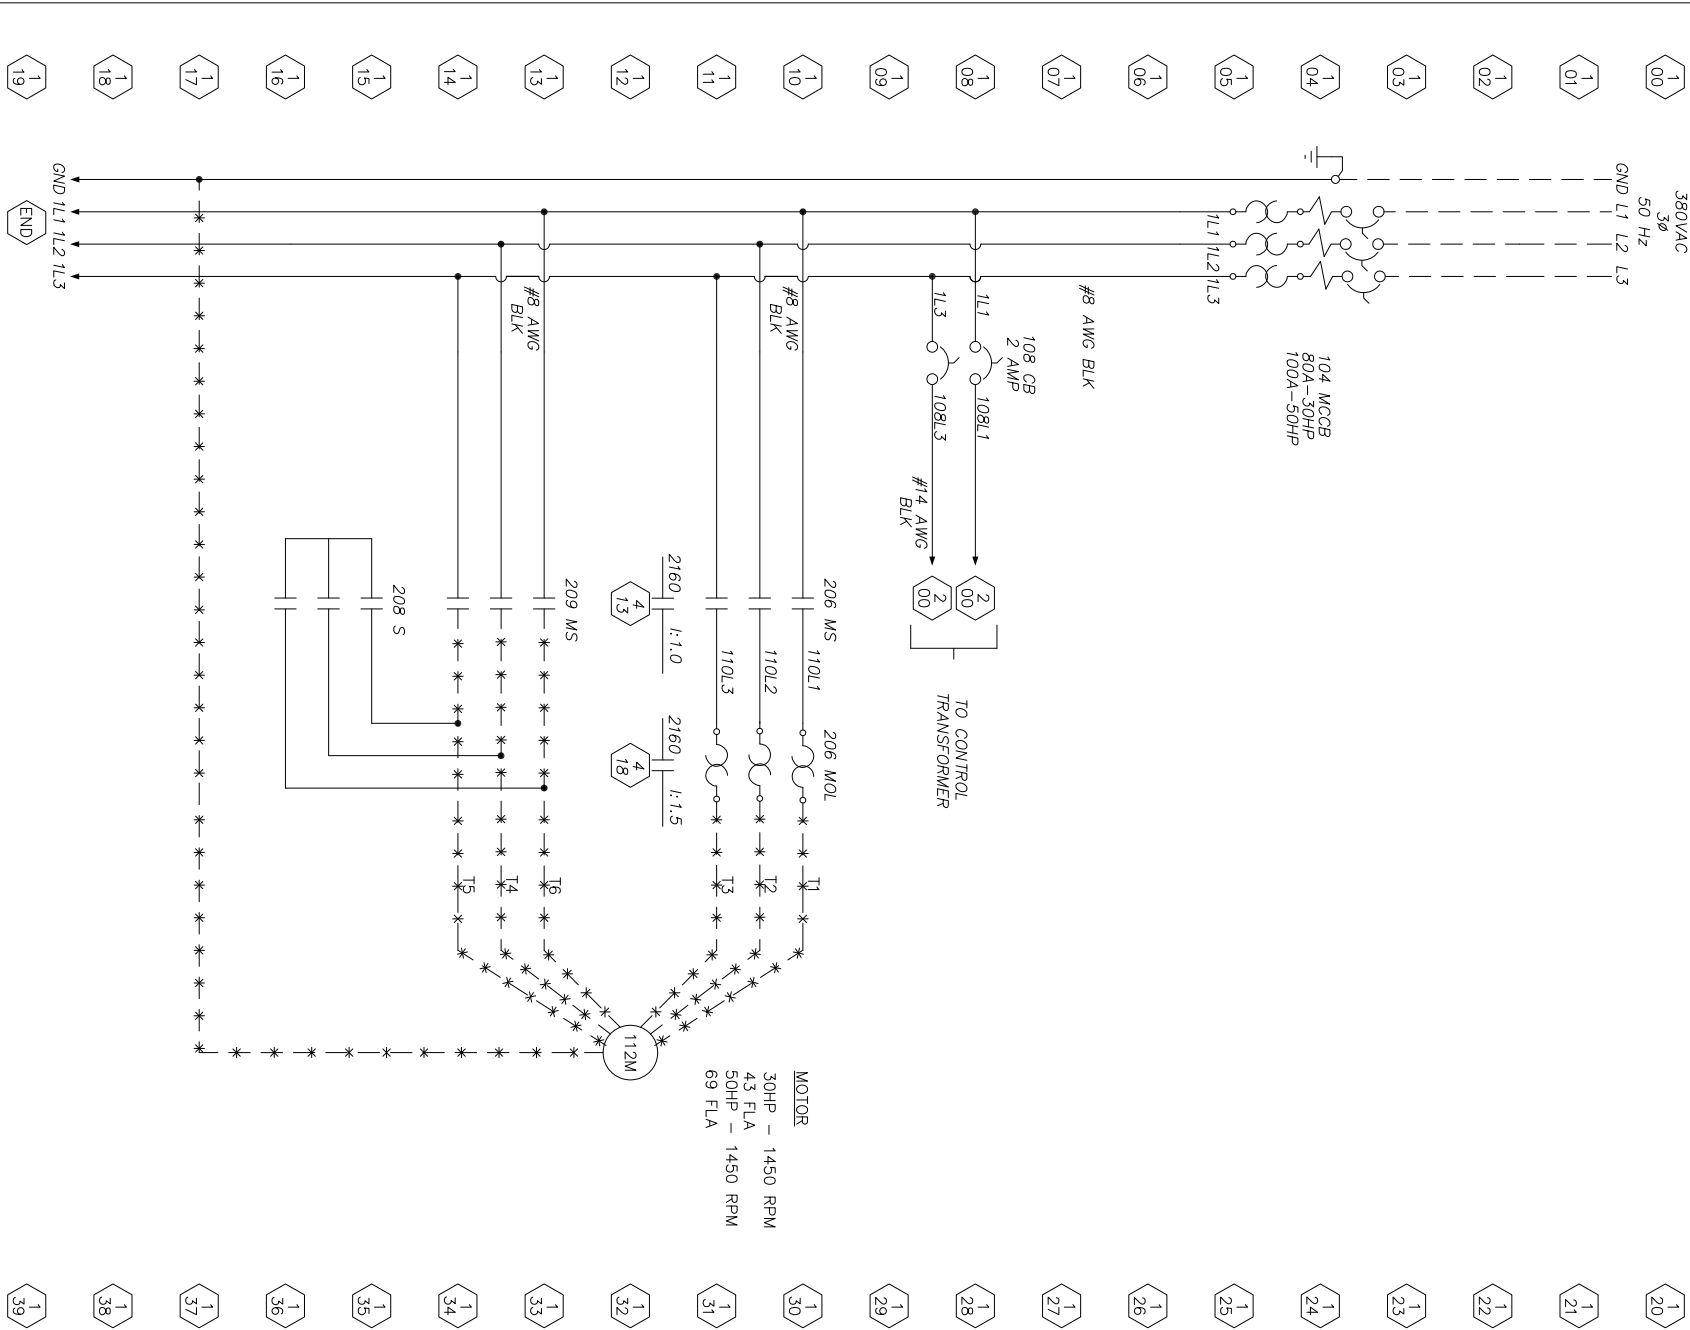 380VAC
3Ø
50 Hz
GND L1 L2 L3
1
00
1
01
1
02
1
03
1
04
1
05
1
06
1
07
1
08
1
09
1
10
1
11
1
12
1
13
1
14
1
15
1
16
1
17
1
18
1
19
104 MCCB
80A-30HP
100A-50HP
1L1 1L2 1L3
#8 AWG BLK
108 CB
2 AMP
1L1
108L1
2
00
1L3
108L3
2
00
#14 AWG
BLK
TO CONTROL
TRANSFORMER
#8 AWG
BLK
206 MS
110L1
206 MOL
T1
110L2
T2
110L3
T3
2160
I:1.0
4
13
2160
I:1.5
4
18
MOTOR
30HP - 1450 RPM
43 FLA
50HP - 1450 RPM
69 FLA
112M
#8 AWG
BLK
209 MS
T6
T4
T5
208 S
GND 1L1 1L2 1L3
END
1
20
1
21
1
22
1
23
1
24
1
25
1
26
1
27
1
28
1
29
1
30
1
31
1
32
1
33
1
34
1
35
1
36
1
37
1
38
1
39